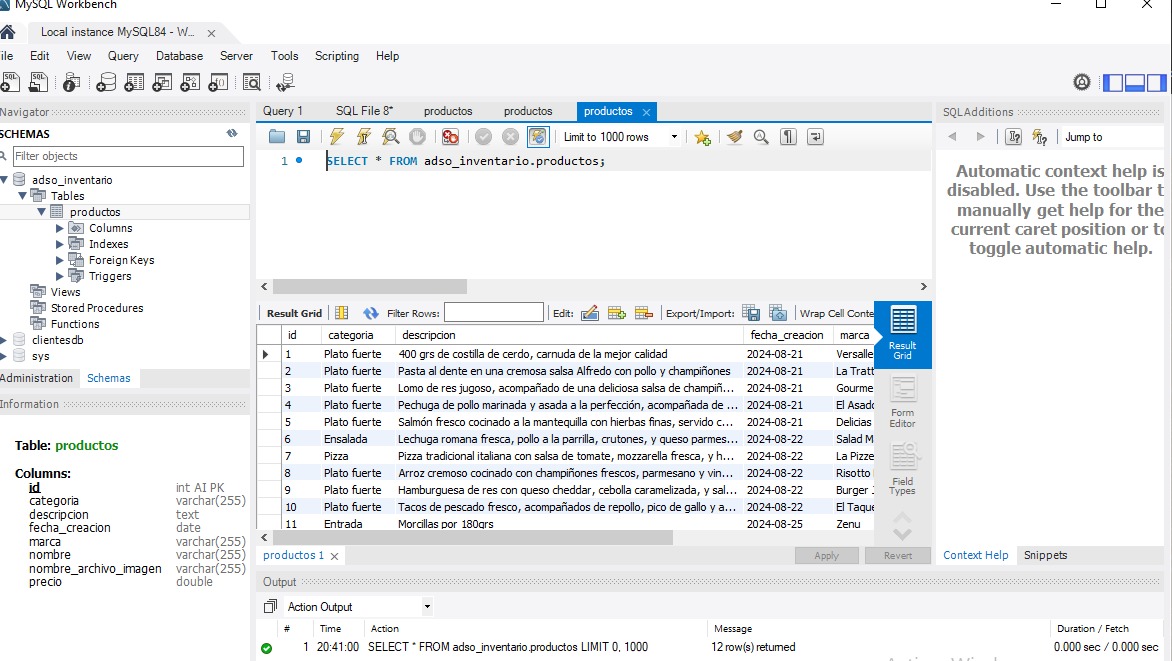 MySQL Workbench
Local instance MySQL84 - W... ×
ile Edit View Query Database Server Tools Scripting Help
Navigator
SCHEMAS
Filter objects
adso_inventario
Tables
productos
Columns
Indexes
Foreign Keys
Triggers
Views
Stored Procedures
Functions
clientesdb
sys
Administration Schemas
Information
Table: productos
Columns:
id int AI PK
categoria varchar(255)
descripcion text
fecha_creacion date
marca varchar(255)
nombre varchar(255)
nombre_archivo_imagen varchar(255)
precio double
Query 1 SQL File 8* productos productos productos ×
Limit to 1000 rows
1 SELECT * FROM adso_inventario.productos;
Result Grid Filter Rows: Edit: Export/Import: Wrap Cell Conte
id categoria descripcion fecha_creacion marca
1 Plato fuerte 400 grs de costilla de cerdo, carnuda de la mejor calidad 2024-08-21 Versalle
2 Plato fuerte Pasta al dente en una cremosa salsa Alfredo con pollo y champiñones 2024-08-21 La Tratt
3 Plato fuerte Lomo de res jugoso, acompañado de una deliciosa salsa de champiñ... 2024-08-21 Gourme
4 Plato fuerte Pechuga de pollo marinada y asada a la perfección, acompañada de ... 2024-08-21 El Asado
5 Plato fuerte Salmón fresco cocinado a la mantequilla con hierbas finas, servido c... 2024-08-21 Delicias
6 Ensalada Lechuga romana fresca, pollo a la parrilla, crutones, y queso parmes... 2024-08-22 Salad M
7 Pizza Pizza tradicional italiana con salsa de tomate, mozzarella fresca, y h... 2024-08-22 La Pizze
8 Plato fuerte Arroz cremoso cocinado con champiñones frescos, parmesano y vin... 2024-08-22 Risotto
9 Plato fuerte Hamburguesa de res con queso cheddar, cebolla caramelizada, y sal... 2024-08-22 Burger
10 Plato fuerte Tacos de pescado fresco, acompañados de repollo, pico de gallo y a... 2024-08-22 El Taque
11 Entrada Morcillas por 180grs 2024-08-25 Zenu
Result
Grid
Form
Editor
Field
Types
productos 1 × Apply Revert
SQLAdditions
Jump to
Automatic context help is
disabled. Use the toolbar t
manually get help for the
current caret position or to
toggle automatic help.
Context Help Snippets
Output
Action Output
# Time Action Message Duration / Fetch
1 20:41:00 SELECT * FROM adso_inventario.productos LIMIT 0, 1000 12 row(s) returned 0.000 sec / 0.000 sec